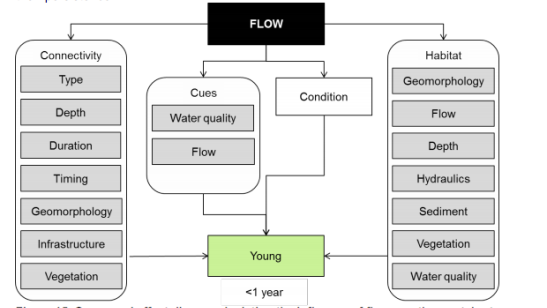 FLOW
Connectivity
Type
Depth
Duration
Timing
Geomorphology
Infrastructure
Vegetation
Cues
Water quality
Flow
Condition
Habitat
Geomorphology
Flow
Depth
Hydraulics
Sediment
Vegetation
Water quality
Young
<1 year